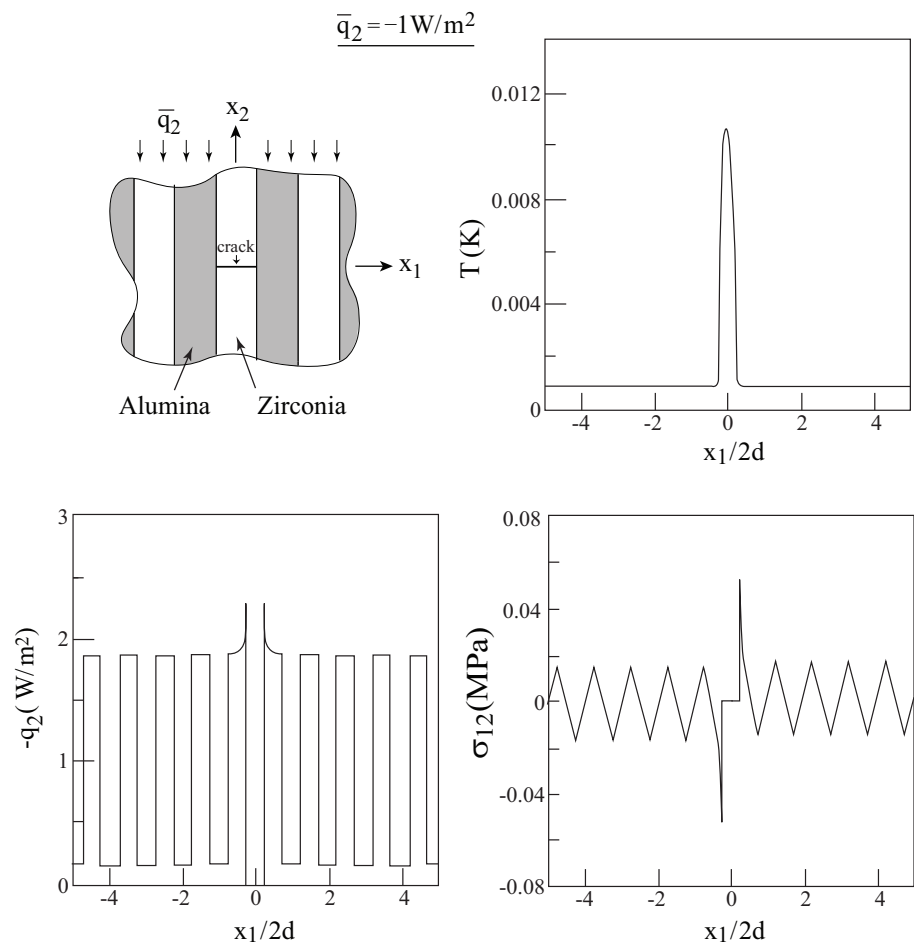 q̅₂ = −1W/m²
x₂
q̅₂
crack
x₁
Alumina
Zirconia
T (K)
0.012
0.008
0.004
0
-4
-2
0
2
4
x₁/2d
-q₂( W/m²)
3
2
1
0
-4
-2
0
2
4
x₁/2d
σ₁₂(MPa)
0.08
0.04
0
-0.04
-0.08
-4
-2
0
2
4
x₁/2d